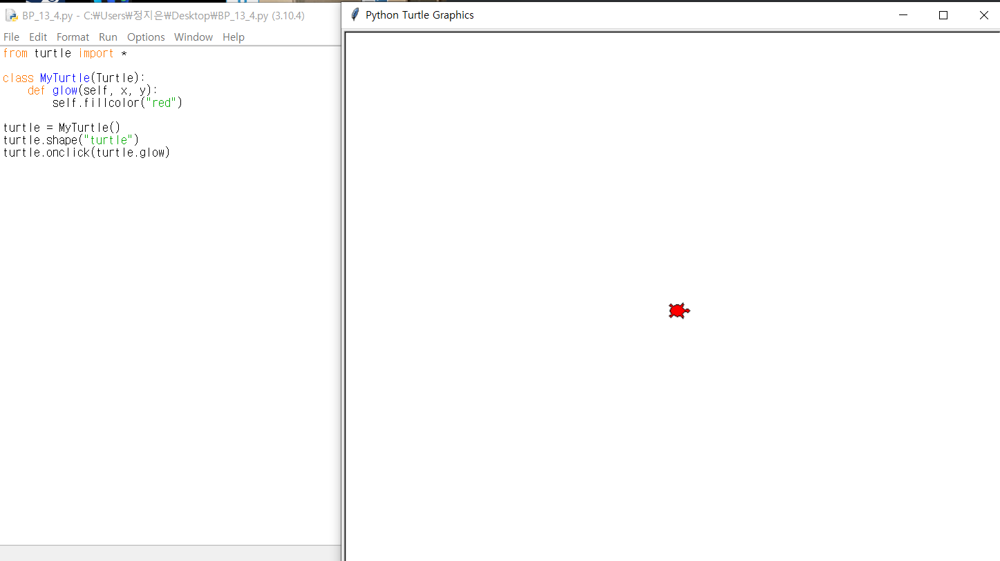 BP_13_4.py - C:₩Users₩정지은₩Desktop₩BP_13_4.py (3.10.4)
File Edit Format Run Options Window Help
from turtle import *
class MyTurtle(Turtle):
    def glow(self, x, y):
        self.fillcolor("red")
turtle = MyTurtle()
turtle.shape("turtle")
turtle.onclick(turtle.glow)
Python Turtle Graphics